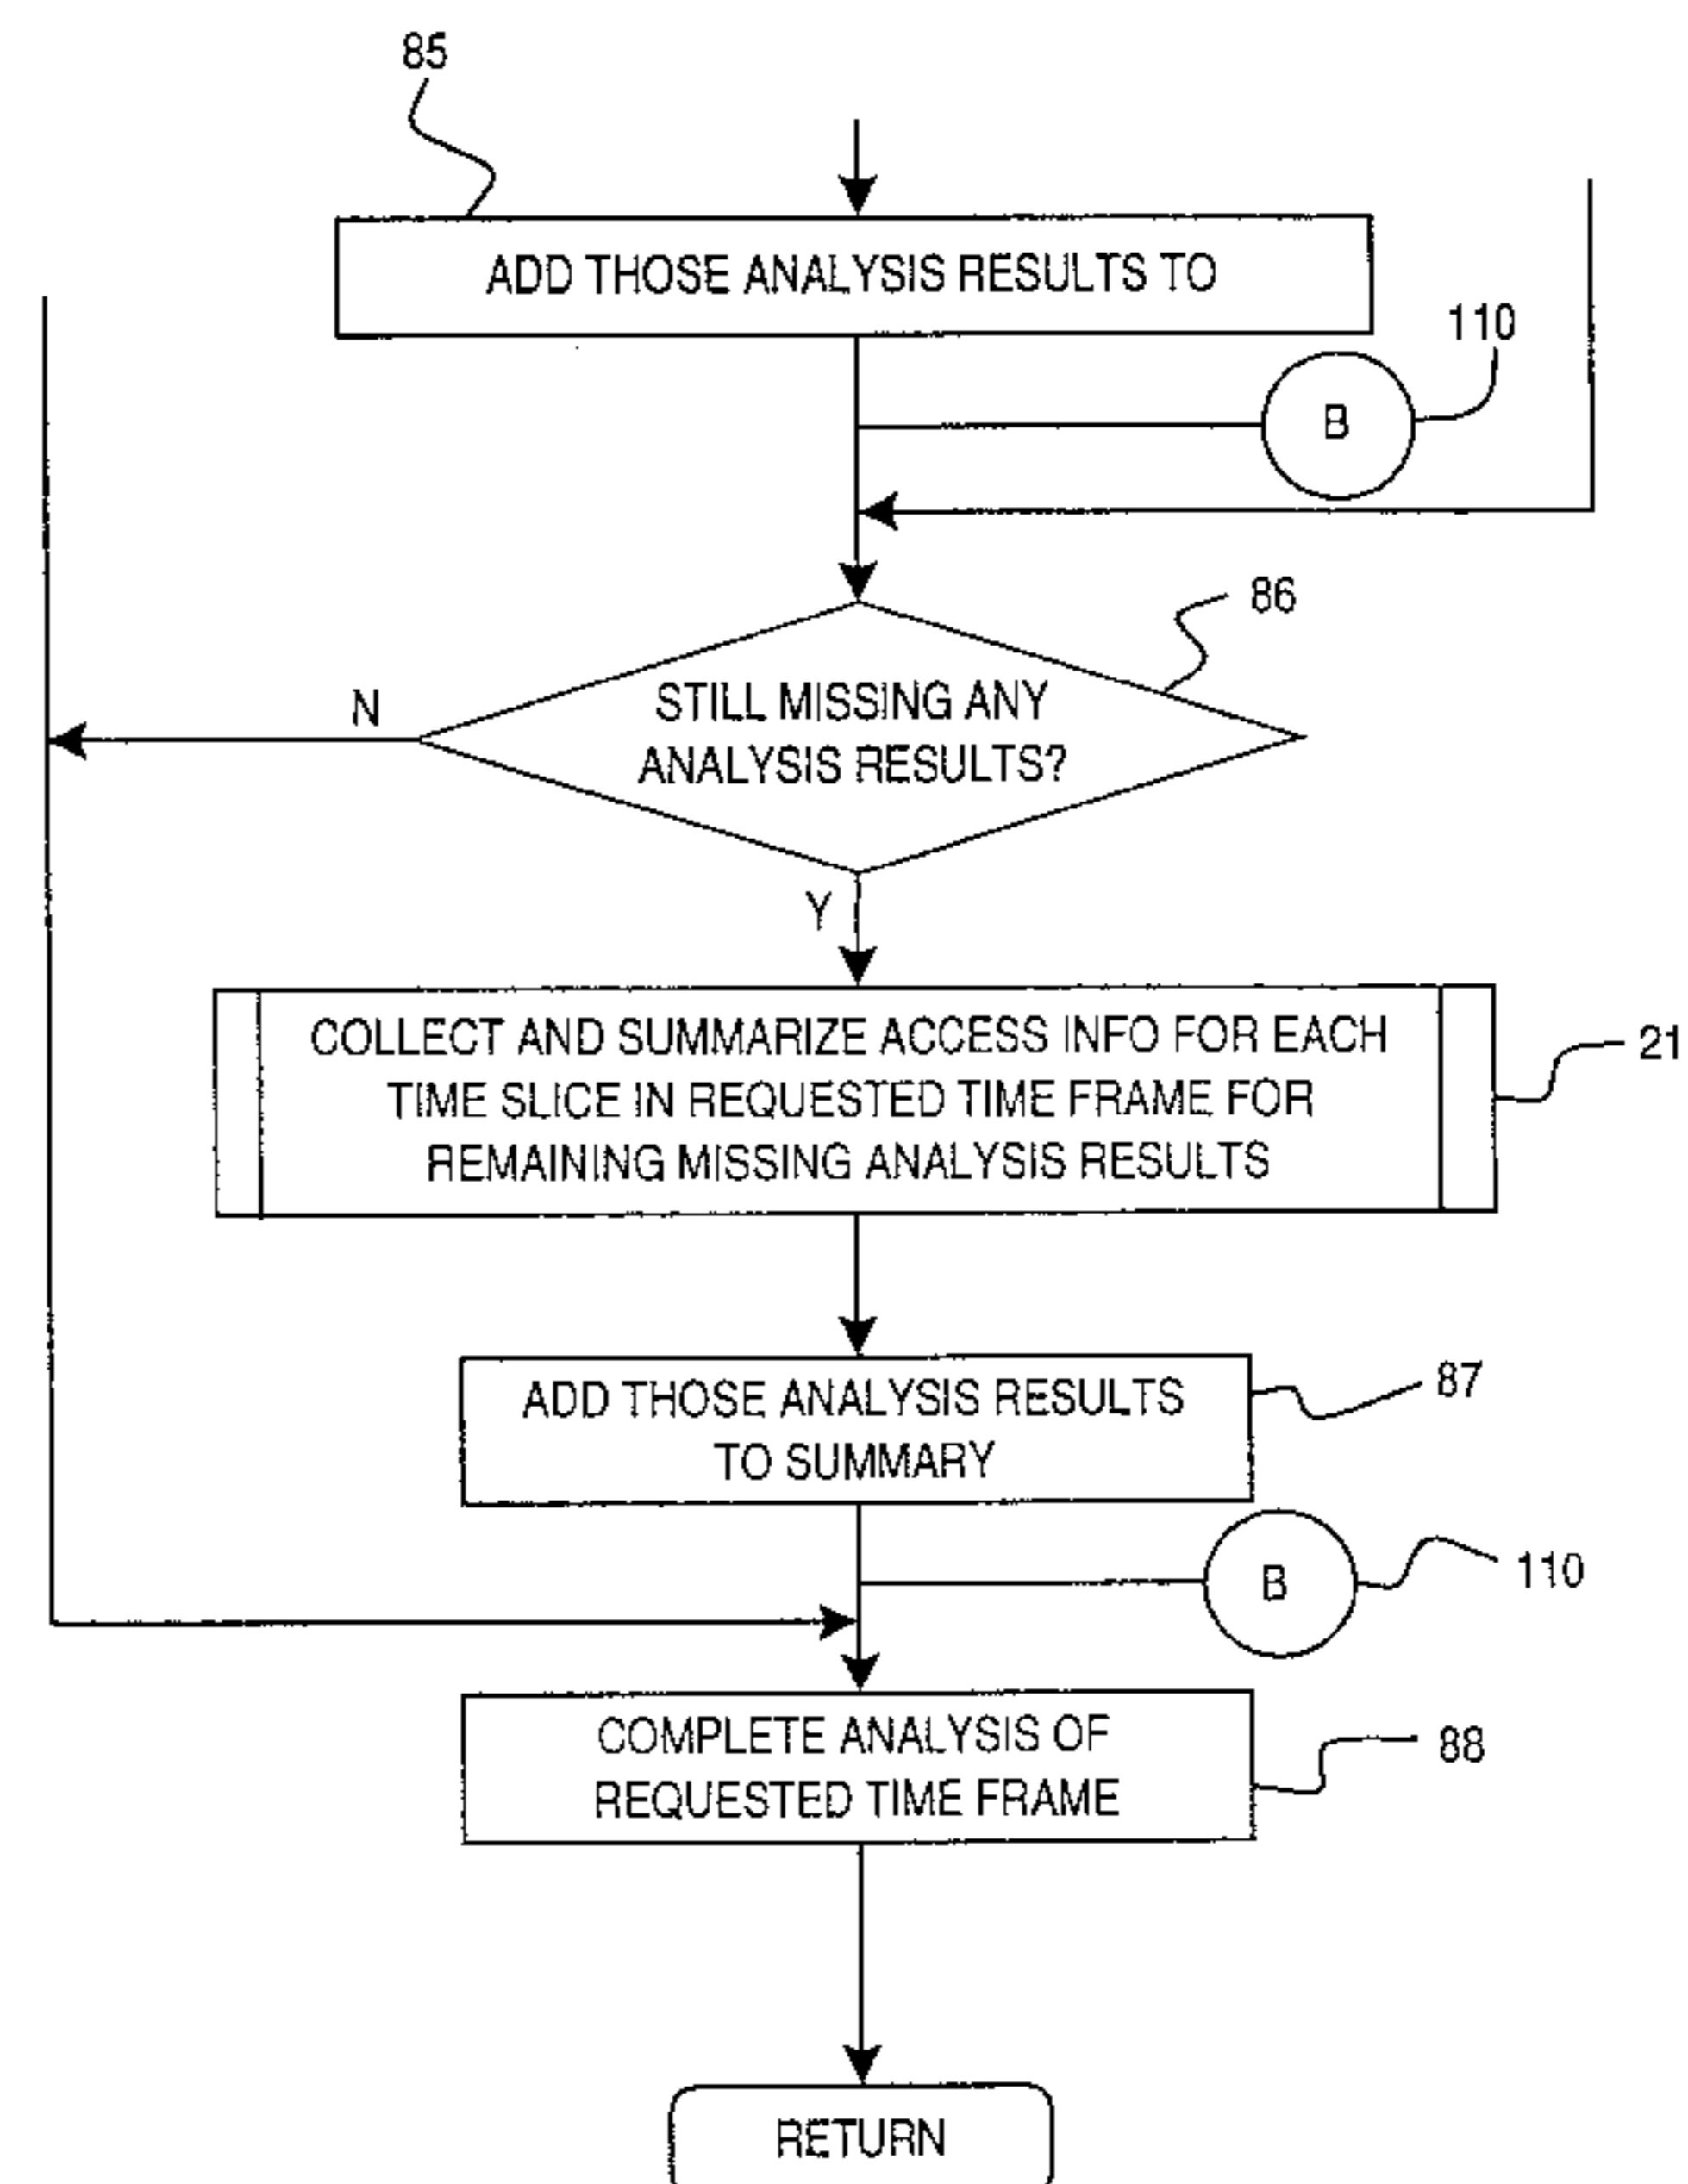 85
ADD THOSE ANALYSIS RESULTS TO
110
B
86
N
STILL MISSING ANY
ANALYSIS RESULTS?
Y
COLLECT AND SUMMARIZE ACCESS INFO FOR EACH
TIME SLICE IN REQUESTED TIME FRAME FOR
REMAINING MISSING ANALYSIS RESULTS
21
ADD THOSE ANALYSIS RESULTS
TO SUMMARY
87
B
110
COMPLETE ANALYSIS OF
REQUESTED TIME FRAME
88
RETURN